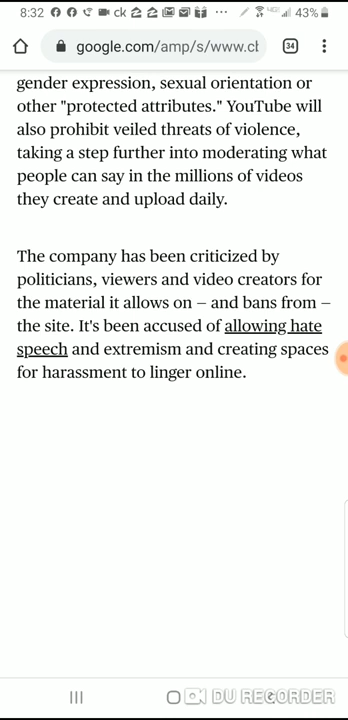 8:32
ck
43%
google.com/amp/s/www.cb
34
gender expression, sexual orientation or
other "protected attributes." YouTube will
also prohibit veiled threats of violence,
taking a step further into moderating what
people can say in the millions of videos
they create and upload daily.
The company has been criticized by
politicians, viewers and video creators for
the material it allows on – and bans from –
the site. It's been accused of allowing hate
speech and extremism and creating spaces
for harassment to linger online.
DU RECORDER